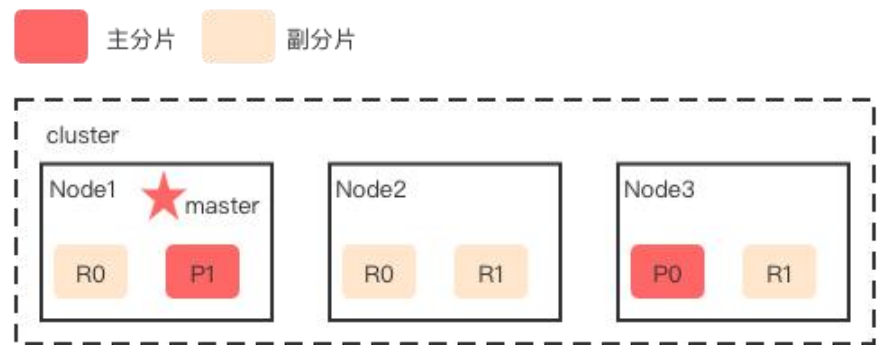 主分片 副分片
cluster
Node1 master Node2 Node3
R0 P1 R0 R1 P0 R1